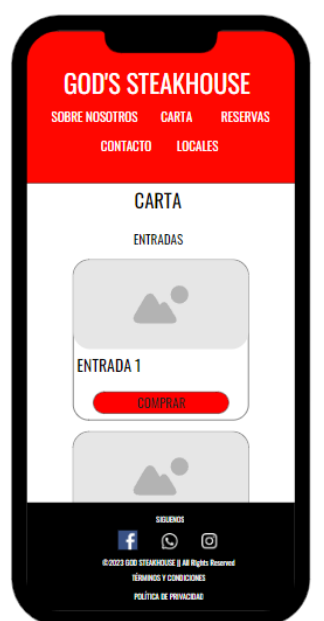 GOD'S STEAKHOUSE
SOBRE NOSOTROS CARTA RESERVAS
CONTACTO LOCALES
CARTA
ENTRADAS
ENTRADA 1
COMPRAR
SIGUENOS
©2023 GOD STEAKHOUSE || All Rights Reserved
TÉRMINOS Y CONDICIONES
POLÍTICA DE PRIVACIDAD